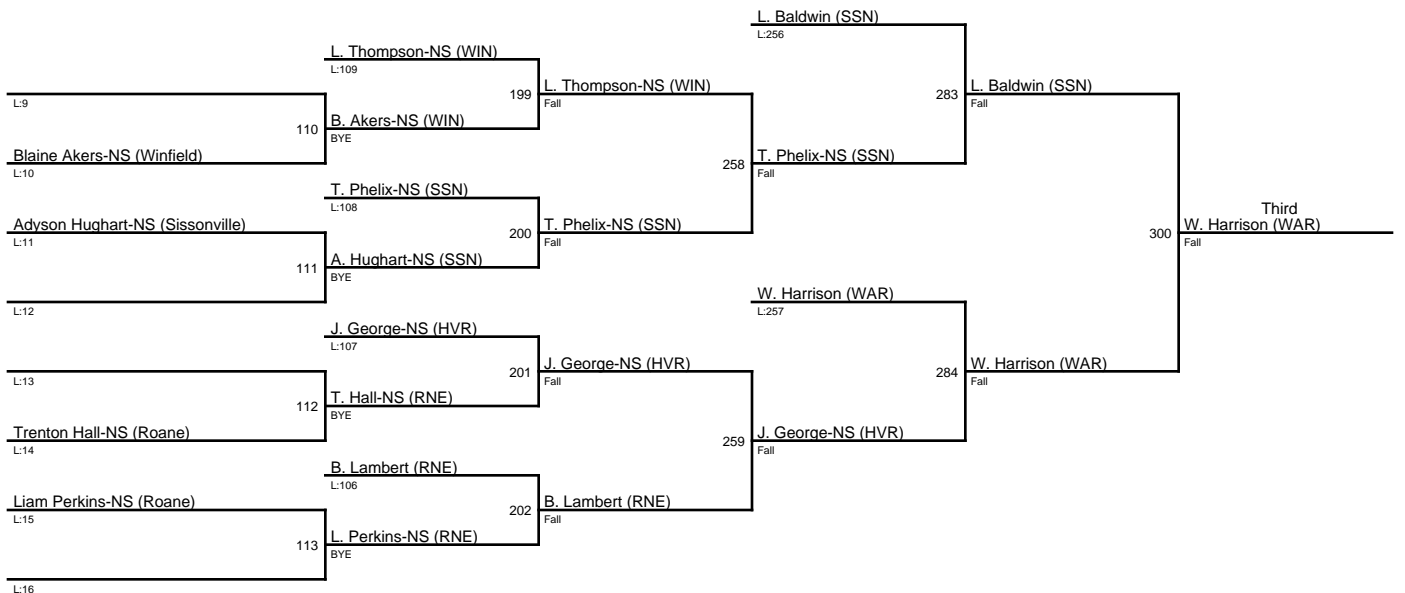 L. Baldwin (SSN)
L:256
L. Thompson-NS (WIN)
L:109
199
L. Thompson-NS (WIN)
Fall
283
L. Baldwin (SSN)
Fall
L:9
110
B. Akers-NS (WIN)
BYE
Blaine Akers-NS (Winfield)
L:10
258
T. Phelix-NS (SSN)
Fall
T. Phelix-NS (SSN)
L:108
Adyson Hughart-NS (Sissonville)
L:11
200
T. Phelix-NS (SSN)
Fall
300
Third
W. Harrison (WAR)
Fall
111
A. Hughart-NS (SSN)
BYE
L:12
W. Harrison (WAR)
L:257
J. George-NS (HVR)
L:107
L:13
201
J. George-NS (HVR)
Fall
284
W. Harrison (WAR)
Fall
112
T. Hall-NS (RNE)
BYE
Trenton Hall-NS (Roane)
L:14
259
J. George-NS (HVR)
Fall
B. Lambert (RNE)
L:106
Liam Perkins-NS (Roane)
L:15
202
B. Lambert (RNE)
Fall
113
L. Perkins-NS (RNE)
BYE
L:16